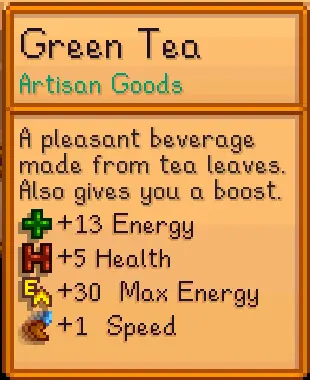 Green Tea
Artisan Goods
A pleasant beverage
made from tea leaves.
Also gives you a boost.
+13 Energy
+5 Health
+30 Max Energy
+1 Speed